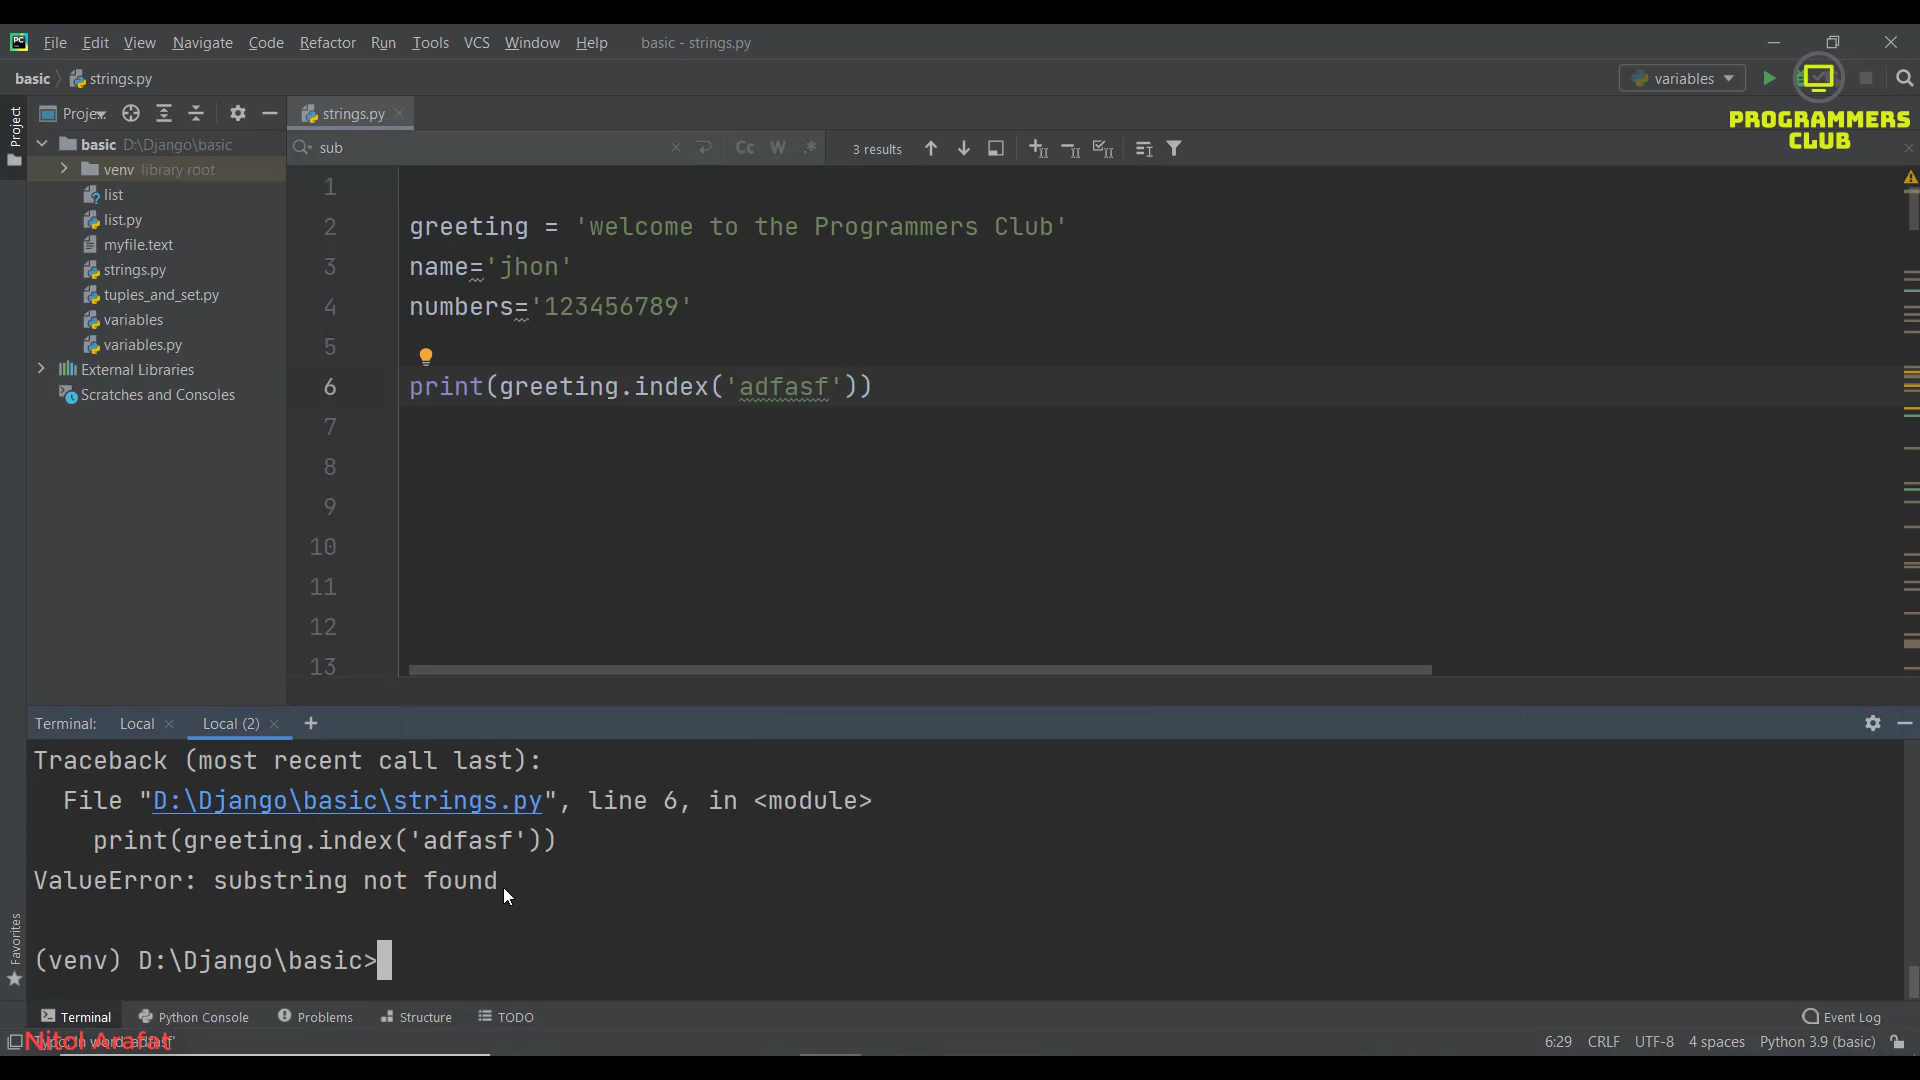 File Edit View Navigate Code Refactor Run Tools VCS Window Help basic - strings.py
basic strings.py variables
PROGRAMMERS
CLUB
Project
Project strings.py
basic D:\Django\basic
venv library root
list
list.py
myfile.text
strings.py
tuples_and_set.py
variables
variables.py
External Libraries
Scratches and Consoles
sub Cc W .* 3 results
1
2 greeting = 'welcome to the Programmers Club'
3 name='jhon'
4 numbers='123456789'
5
6 print(greeting.index('adfasf'))
7
8
9
10
11
12
13
Terminal: Local Local (2)
Traceback (most recent call last):
File "D:\Django\basic\strings.py", line 6, in <module>
print(greeting.index('adfasf'))
ValueError: substring not found
(venv) D:\Django\basic>
Favorites
Terminal Python Console Problems Structure TODO Event Log
Nitol Arafat
6:29 CRLF UTF-8 4 spaces Python 3.9 (basic)